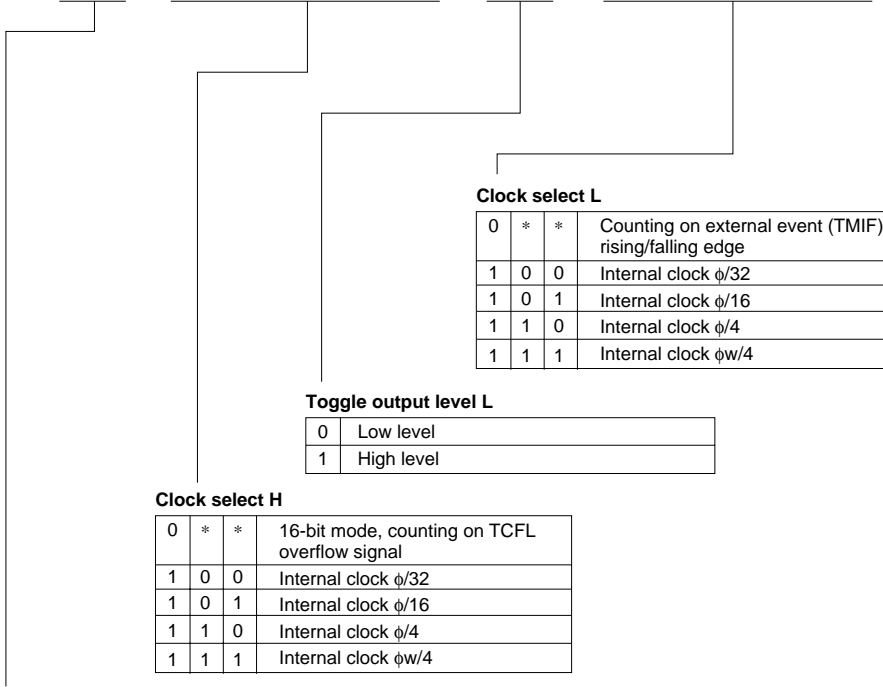 Clock select L
0 * * Counting on external event (TMIF)
rising/falling edge
1 0 0 Internal clock ϕ/32
1 0 1 Internal clock ϕ/16
1 1 0 Internal clock ϕ/4
1 1 1 Internal clock ϕw/4
Toggle output level L
0 Low level
1 High level
Clock select H
0 * * 16-bit mode, counting on TCFL
overflow signal
1 0 0 Internal clock ϕ/32
1 0 1 Internal clock ϕ/16
1 1 0 Internal clock ϕ/4
1 1 1 Internal clock ϕw/4